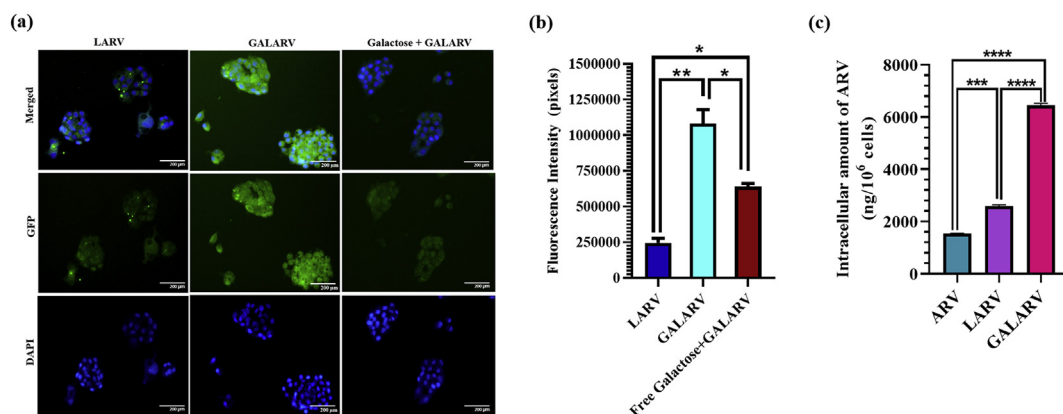 (a)
LARV
GALARV
Galactose + GALARV
Merged
200 µm
200 µm
200 µm
GFP
200 µm
200 µm
200 µm
DAPI
200 µm
200 µm
200 µm
(b)
Fluorescence Intensity (pixels)
1500000
1250000
1000000
750000
500000
250000
0
*
**
*
LARV
GALARV
Free Galactose+GALARV
(c)
Intracellular amount of ARV
(ng/10⁶ cells)
8000
6000
4000
2000
0
****
***
****
ARV
LARV
GALARV